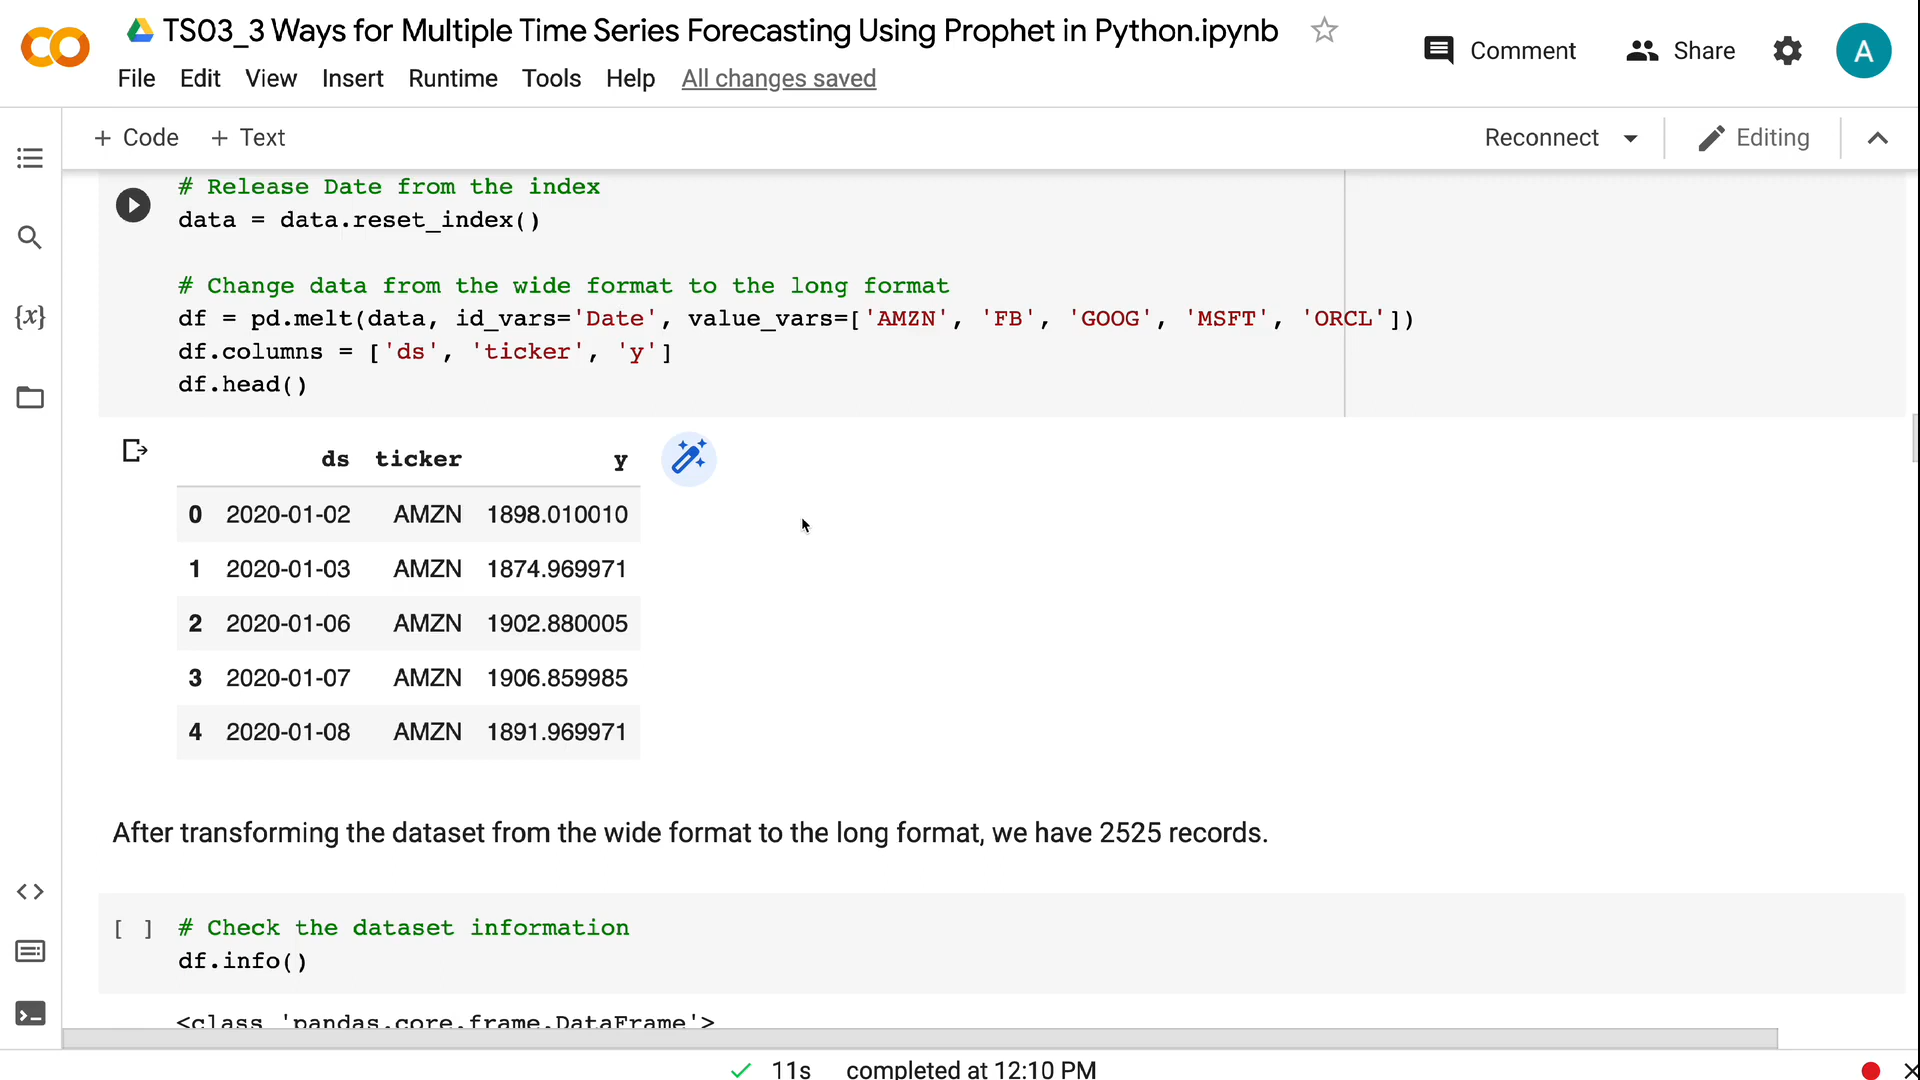 TS03_3 Ways for Multiple Time Series Forecasting Using Prophet in Python.ipynb
Comment
Share
A
File Edit View Insert Runtime Tools Help All changes saved
+ Code + Text
Reconnect
Editing
# Release Date from the index
data = data.reset_index()
# Change data from the wide format to the long format
df = pd.melt(data, id_vars='Date', value_vars=['AMZN', 'FB', 'GOOG', 'MSFT', 'ORCL'])
df.columns = ['ds', 'ticker', 'y']
df.head()
{x}
ds ticker y
0 2020-01-02 AMZN 1898.010010
1 2020-01-03 AMZN 1874.969971
2 2020-01-06 AMZN 1902.880005
3 2020-01-07 AMZN 1906.859985
4 2020-01-08 AMZN 1891.969971
After transforming the dataset from the wide format to the long format, we have 2525 records.
[ ] # Check the dataset information
df.info()
<class 'pandas.core.frame.DataFrame'>
11s completed at 12:10 PM